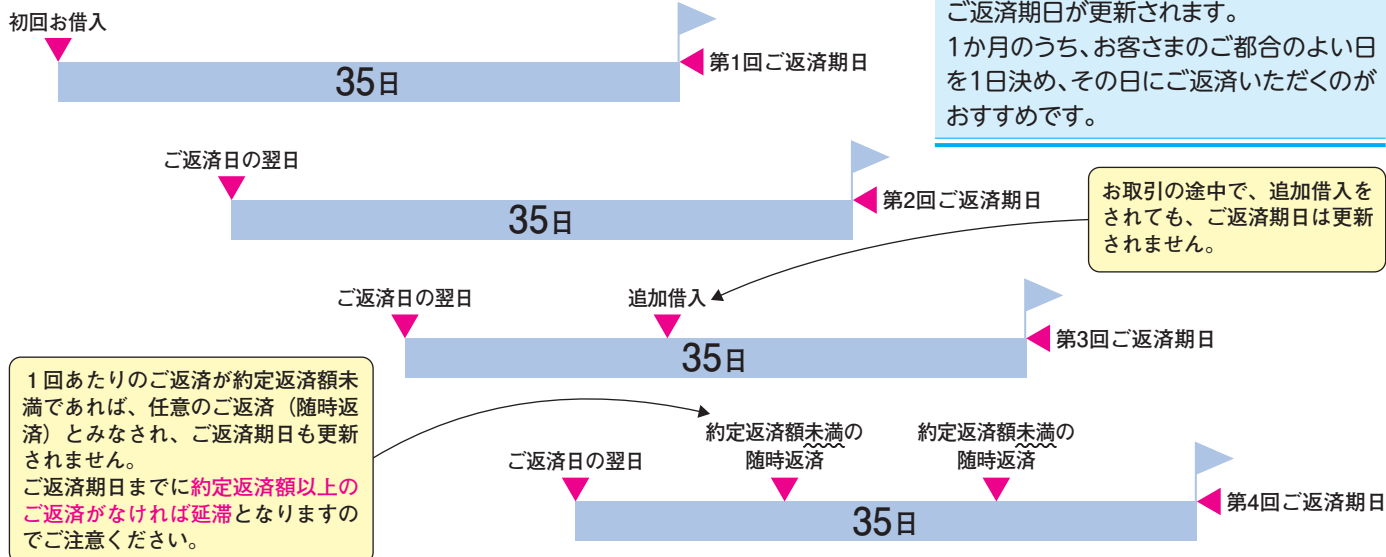 初回お借入
35日
第1回ご返済期日
ご返済期日が更新されます。
1か月のうち、お客さまのご都合のよい日
を1日決め、その日にご返済いただくのが
おすすめです。
ご返済日の翌日
35日
第2回ご返済期日
お取引の途中で、追加借入を
されても、ご返済期日は更新
されません。
ご返済日の翌日
追加借入
35日
第3回ご返済期日
1回あたりのご返済が約定返済額未
満であれば、任意のご返済（随時返
済）とみなされ、ご返済期日も更新
されません。
ご返済期日までに約定返済額以上の
ご返済がなければ延滞となりますの
でご注意ください。
ご返済日の翌日
約定返済額未満の
随時返済
約定返済額未満の
随時返済
35日
第4回ご返済期日